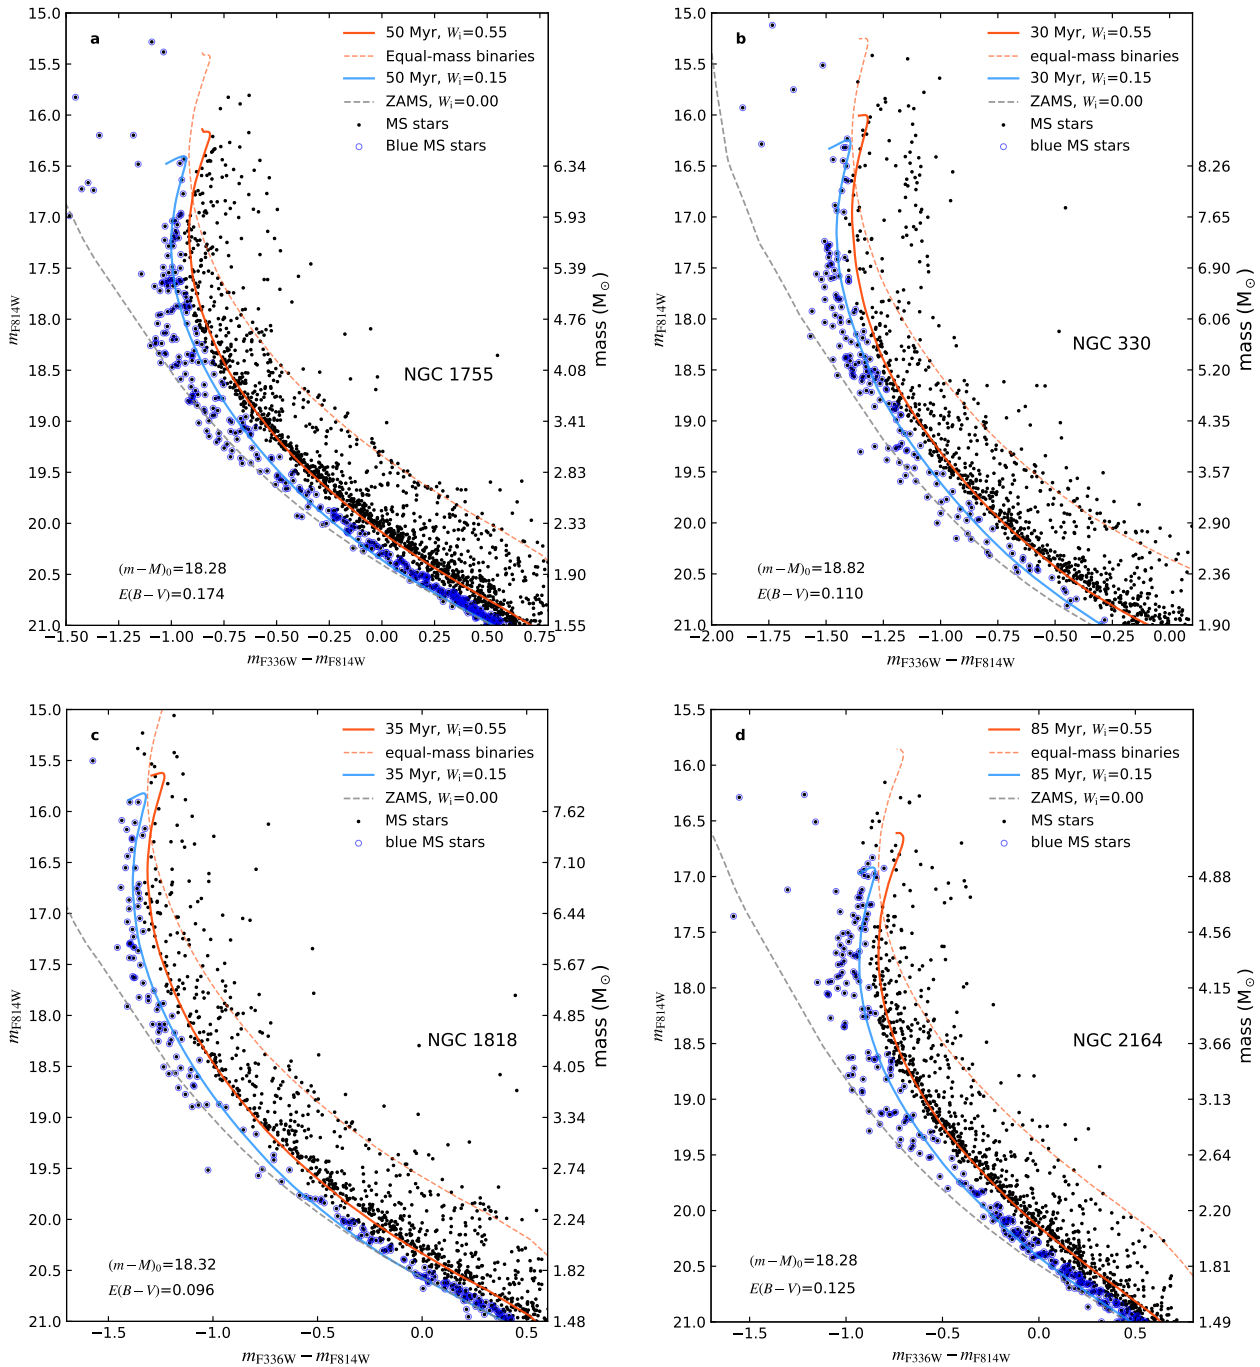 a
50 Myr, Wᵢ=0.55
Equal-mass binaries
50 Myr, Wᵢ=0.15
ZAMS, Wᵢ=0.00
MS stars
Blue MS stars
NGC 1755
(m−M)₀=18.28
E(B−V)=0.174
15.0
15.5
16.0
16.5
17.0
17.5
18.0
18.5
19.0
19.5
20.0
20.5
21.0
m_F814W
6.34
5.93
5.39
4.76
4.08
3.41
2.83
2.33
1.90
1.55
mass (M⊙)
−1.50 −1.25 −1.00 −0.75 −0.50 −0.25 0.00 0.25 0.50 0.75
m_F336W − m_F814W
b
30 Myr, Wᵢ=0.55
equal-mass binaries
30 Myr, Wᵢ=0.15
ZAMS, Wᵢ=0.00
MS stars
blue MS stars
NGC 330
(m−M)₀=18.82
E(B−V)=0.110
15.0
15.5
16.0
16.5
17.0
17.5
18.0
18.5
19.0
19.5
20.0
20.5
21.0
m_F814W
8.26
7.65
6.90
6.06
5.20
4.35
3.57
2.90
2.36
1.90
mass (M⊙)
−2.00 −1.75 −1.50 −1.25 −1.00 −0.75 −0.50 −0.25 0.00
m_F336W − m_F814W
c
35 Myr, Wᵢ=0.55
equal-mass binaries
35 Myr, Wᵢ=0.15
ZAMS, Wᵢ=0.00
MS stars
blue MS stars
NGC 1818
(m−M)₀=18.32
E(B−V)=0.096
15.0
15.5
16.0
16.5
17.0
17.5
18.0
18.5
19.0
19.5
20.0
20.5
21.0
m_F814W
7.62
7.10
6.44
5.67
4.85
4.05
3.34
2.74
2.24
1.82
1.48
mass (M⊙)
−1.5 −1.0 −0.5 0.0 0.5
m_F336W − m_F814W
d
85 Myr, Wᵢ=0.55
equal-mass binaries
85 Myr, Wᵢ=0.15
ZAMS, Wᵢ=0.00
MS stars
blue MS stars
NGC 2164
(m−M)₀=18.28
E(B−V)=0.125
15.5
16.0
16.5
17.0
17.5
18.0
18.5
19.0
19.5
20.0
20.5
21.0
m_F814W
4.88
4.56
4.15
3.66
3.13
2.64
2.20
1.81
1.49
mass (M⊙)
−1.5 −1.0 −0.5 0.0 0.5
m_F336W − m_F814W